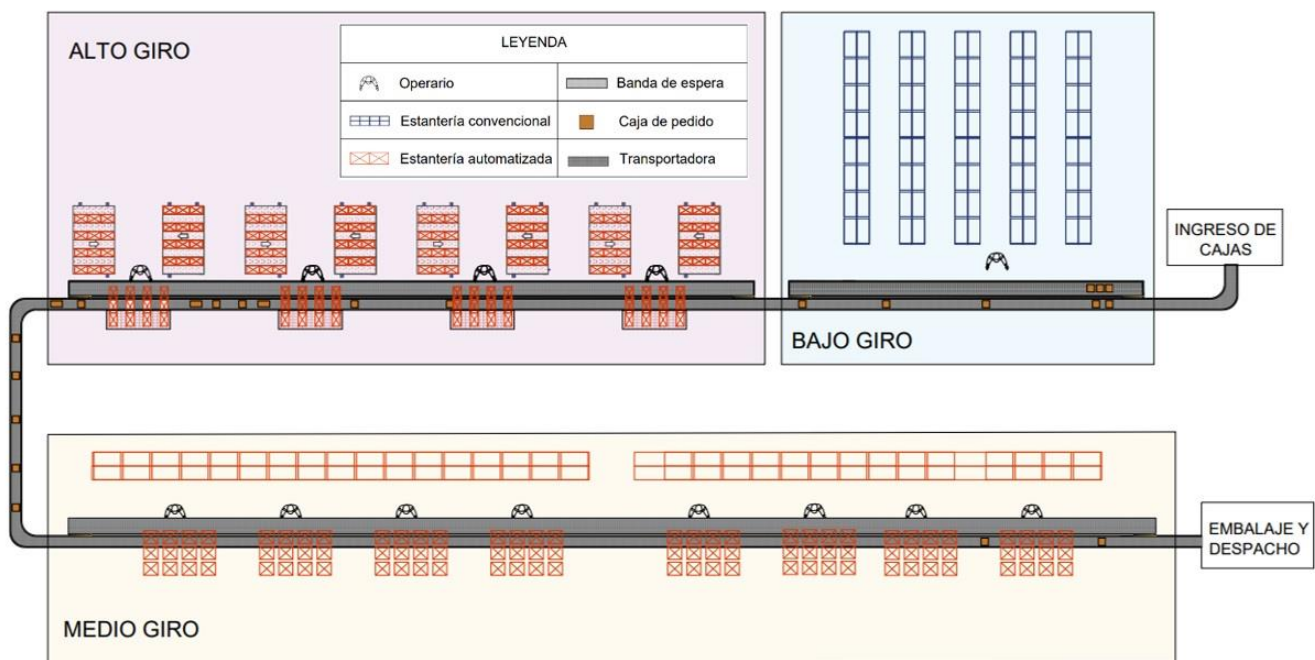 ALTO GIRO
LEYENDA
Operario
Banda de espera
Estantería convencional
Caja de pedido
Estantería automatizada
Transportadora
INGRESO DE
CAJAS
BAJO GIRO
EMBALAJE Y
DESPACHO
MEDIO GIRO